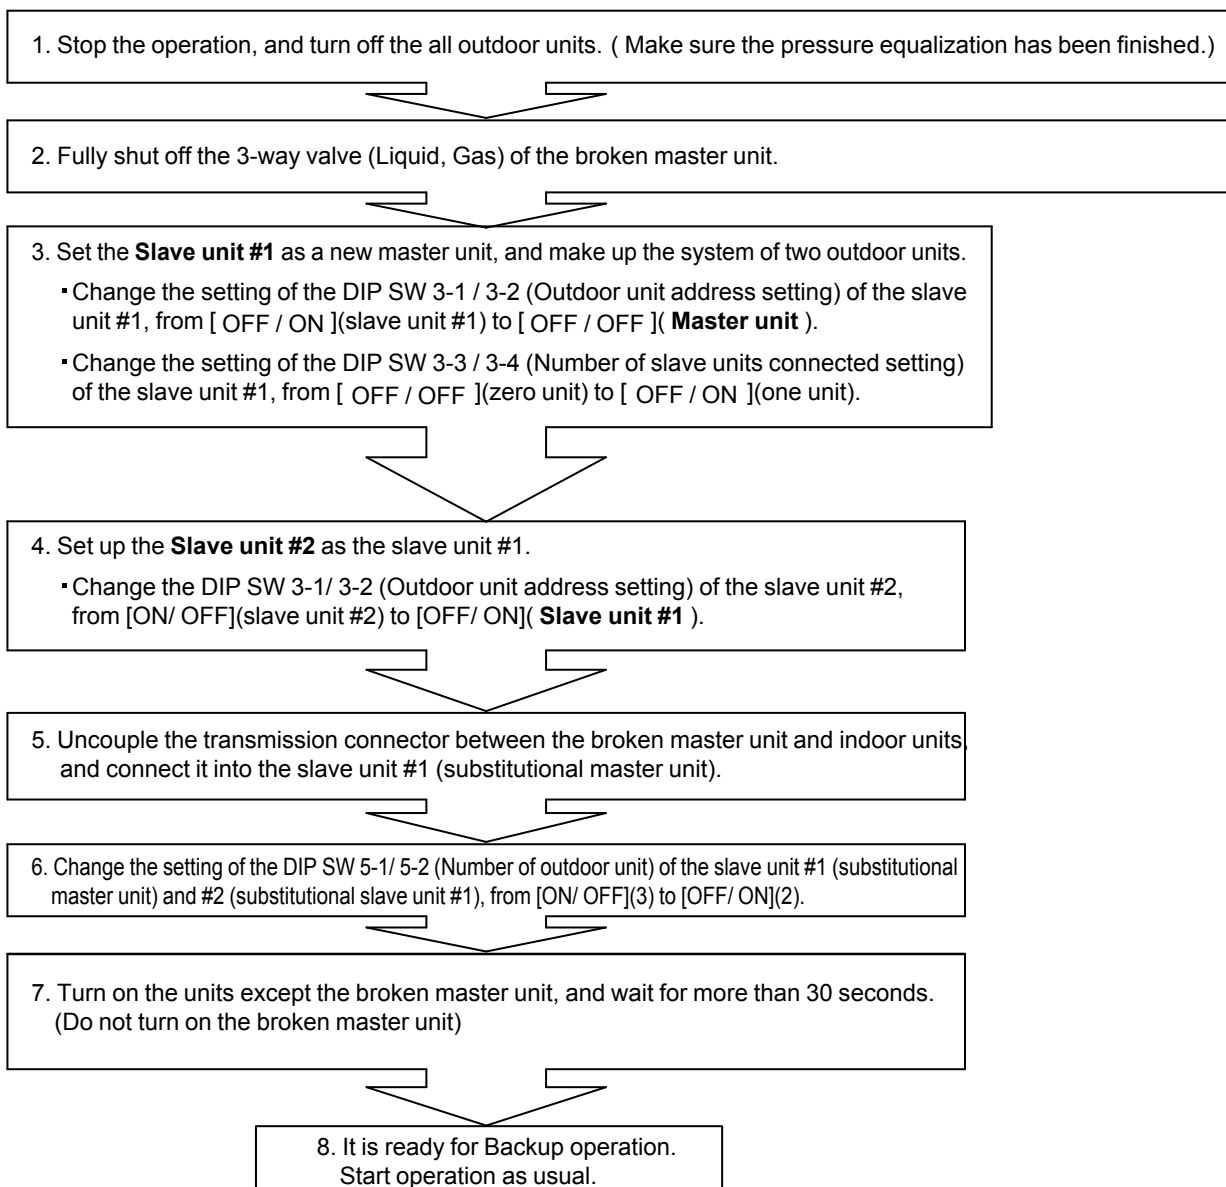 1. Stop the operation, and turn off the all outdoor units. ( Make sure the pressure equalization has been finished.)
2. Fully shut off the 3-way valve (Liquid, Gas) of the broken master unit.
3. Set the Slave unit #1 as a new master unit, and make up the system of two outdoor units.
▪ Change the setting of the DIP SW 3-1 / 3-2 (Outdoor unit address setting) of the slave
unit #1, from [ OFF / ON ](slave unit #1) to [ OFF / OFF ]( Master unit ).
▪ Change the setting of the DIP SW 3-3 / 3-4 (Number of slave units connected setting)
of the slave unit #1, from [ OFF / OFF ](zero unit) to [ OFF / ON ](one unit).
4. Set up the Slave unit #2 as the slave unit #1.
▪ Change the DIP SW 3-1/ 3-2 (Outdoor unit address setting) of the slave unit #2,
from [ON/ OFF](slave unit #2) to [OFF/ ON]( Slave unit #1 ).
5. Uncouple the transmission connector between the broken master unit and indoor units,
and connect it into the slave unit #1 (substitutional master unit).
6. Change the setting of the DIP SW 5-1/ 5-2 (Number of outdoor unit) of the slave unit #1 (substitutional
master unit) and #2 (substitutional slave unit #1), from [ON/ OFF](3) to [OFF/ ON](2).
7. Turn on the units except the broken master unit, and wait for more than 30 seconds.
(Do not turn on the broken master unit)
8. It is ready for Backup operation.
Start operation as usual.